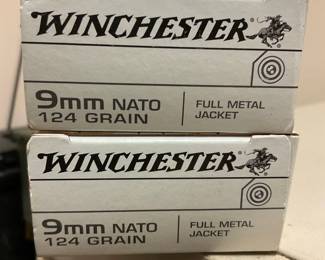 WINCHESTER
9mm NATO
124 GRAIN
FULL METAL
JACKET
WINCHESTER
9mm NATO
124 GRAIN
FULL METAL
JACKET